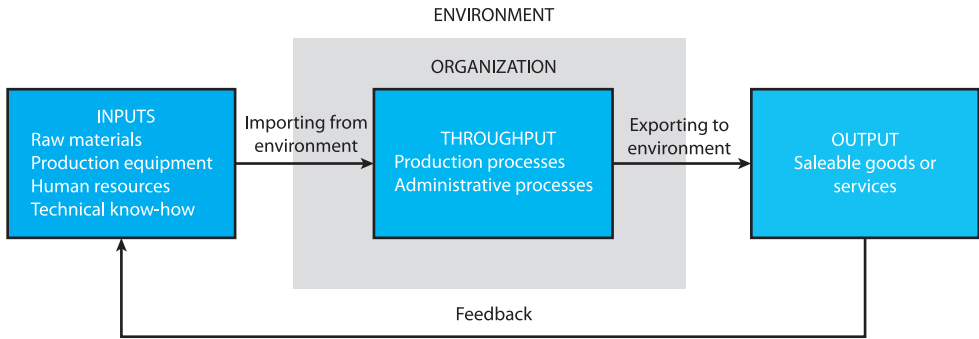 ENVIRONMENT
ORGANIZATION
INPUTS
Raw materials
Production equipment
Human resources
Technical know-how
Importing from
environment
THROUGHPUT
Production processes
Administrative processes
Exporting to
environment
OUTPUT
Saleable goods or
services
Feedback